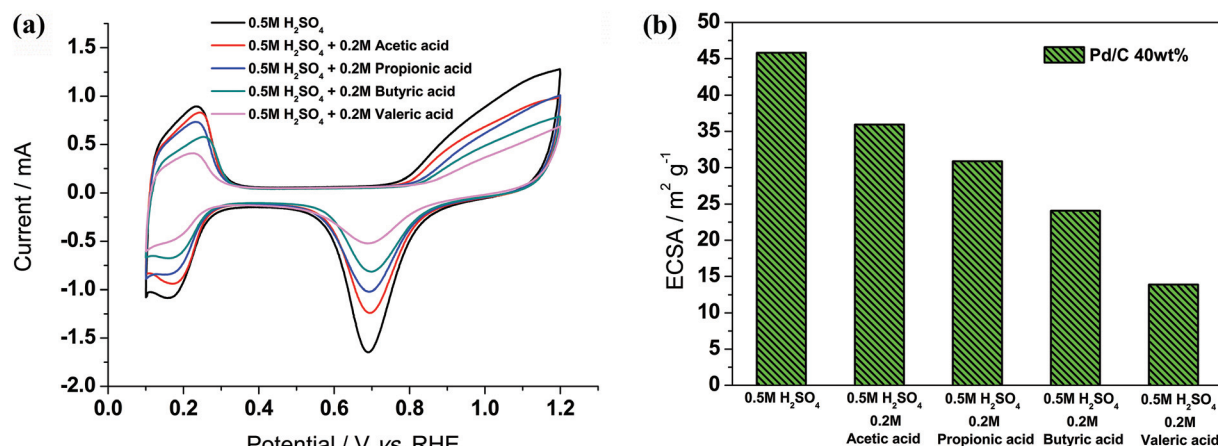 (a)
0.5M H₂SO₄
0.5M H₂SO₄ + 0.2M Acetic acid
0.5M H₂SO₄ + 0.2M Propionic acid
0.5M H₂SO₄ + 0.2M Butyric acid
0.5M H₂SO₄ + 0.2M Valeric acid
Current / mA
1.0
0.5
0.0
-0.5
-1.0
-1.5
-2.0
0.0 0.2 0.4 0.6 0.8 1.0 1.2
Potential / V vs. RHE
(b)
Pd/C 40wt%
ECSA / m² g⁻¹
50
45
40
35
30
25
20
15
10
5
0
0.5M H₂SO₄ 0.5M H₂SO₄ 0.5M H₂SO₄ 0.5M H₂SO₄ 0.5M H₂SO₄
0.2M 0.2M 0.2M 0.2M
Acetic acid Propionic acid Butyric acid Valeric acid